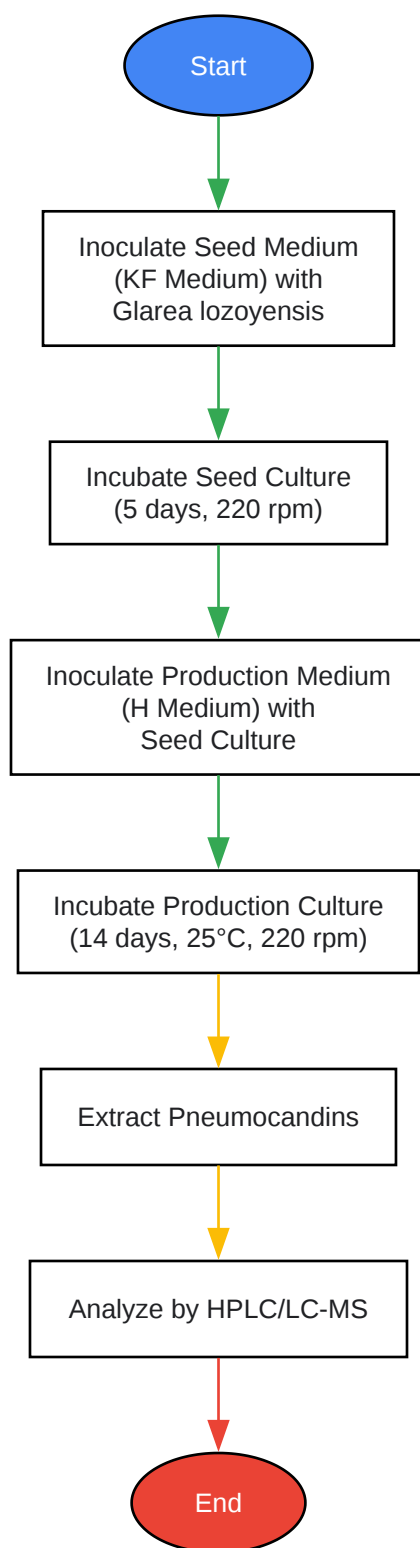 Start
Inoculate Seed Medium
(KF Medium) with
Glarea lozoyensis
Incubate Seed Culture
(5 days, 220 rpm)
Inoculate Production Medium
(H Medium) with
Seed Culture
Incubate Production Culture
(14 days, 25°C, 220 rpm)
Extract Pneumocandins
Analyze by HPLC/LC-MS
End